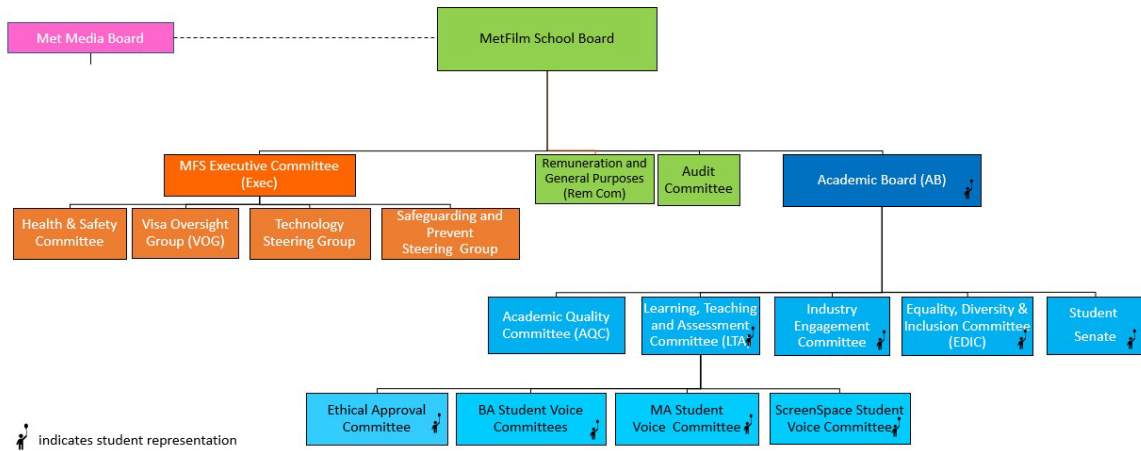 Met Media Board
MetFilm School Board
MFS Executive Committee
(Exec)
Remuneration and
General Purposes
(Rem Com)
Audit
Committee
Academic Board (AB)
Health & Safety
Committee
Visa Oversight
Group (VOG)
Technology
Steering Group
Safeguarding and
Prevent
Steering Group
Academic Quality
Committee (AQC)
Learning, Teaching
and Assessment
Committee (LTA)
Industry
Engagement
Committee
Equality, Diversity &
Inclusion Committee
(EDIC)
Student
Senate
Ethical Approval
Committee
BA Student Voice
Committees
MA Student
Voice Committee
ScreenSpace Student
Voice Committee
indicates student representation